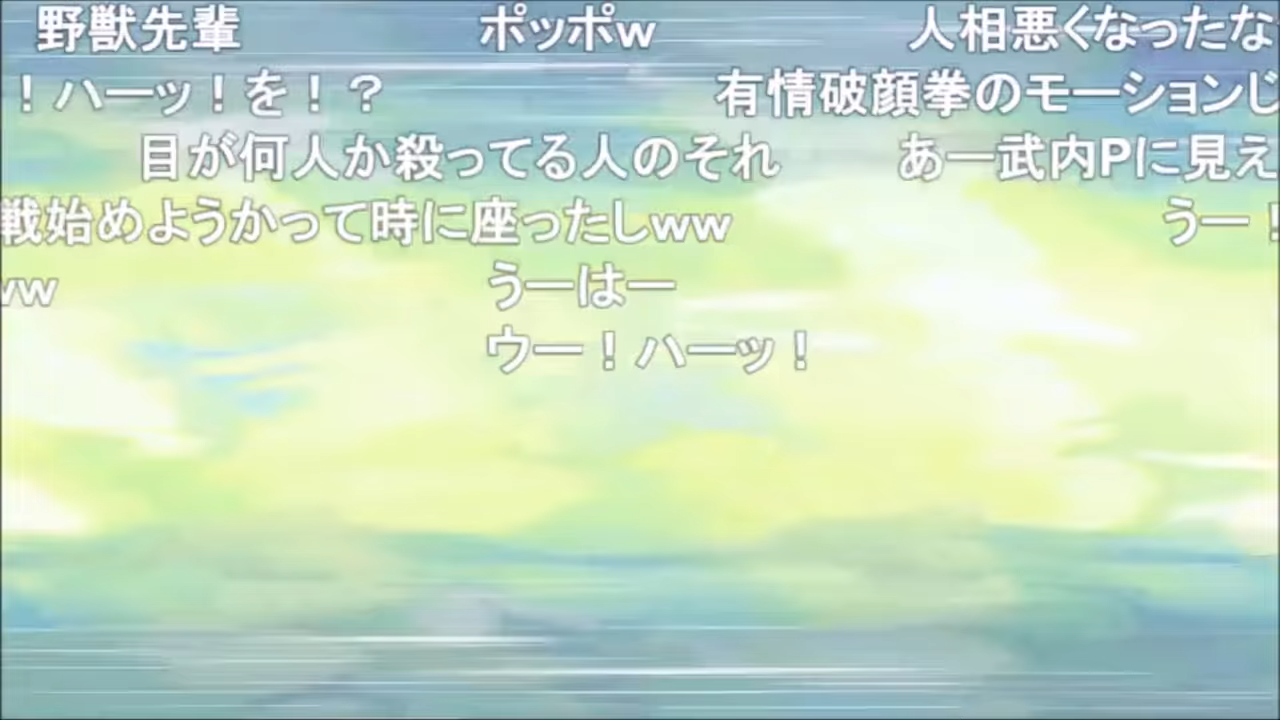 野獣先輩 ポッポw 人相悪くなったな
！ハーッ！を！？ 有情破顔拳のモーションじ
目が何人か殺ってる人のそれ あー武内Pに見え
戦始めようかって時に座ったしww うー！
vw うーはー
ウー！ハーッ！